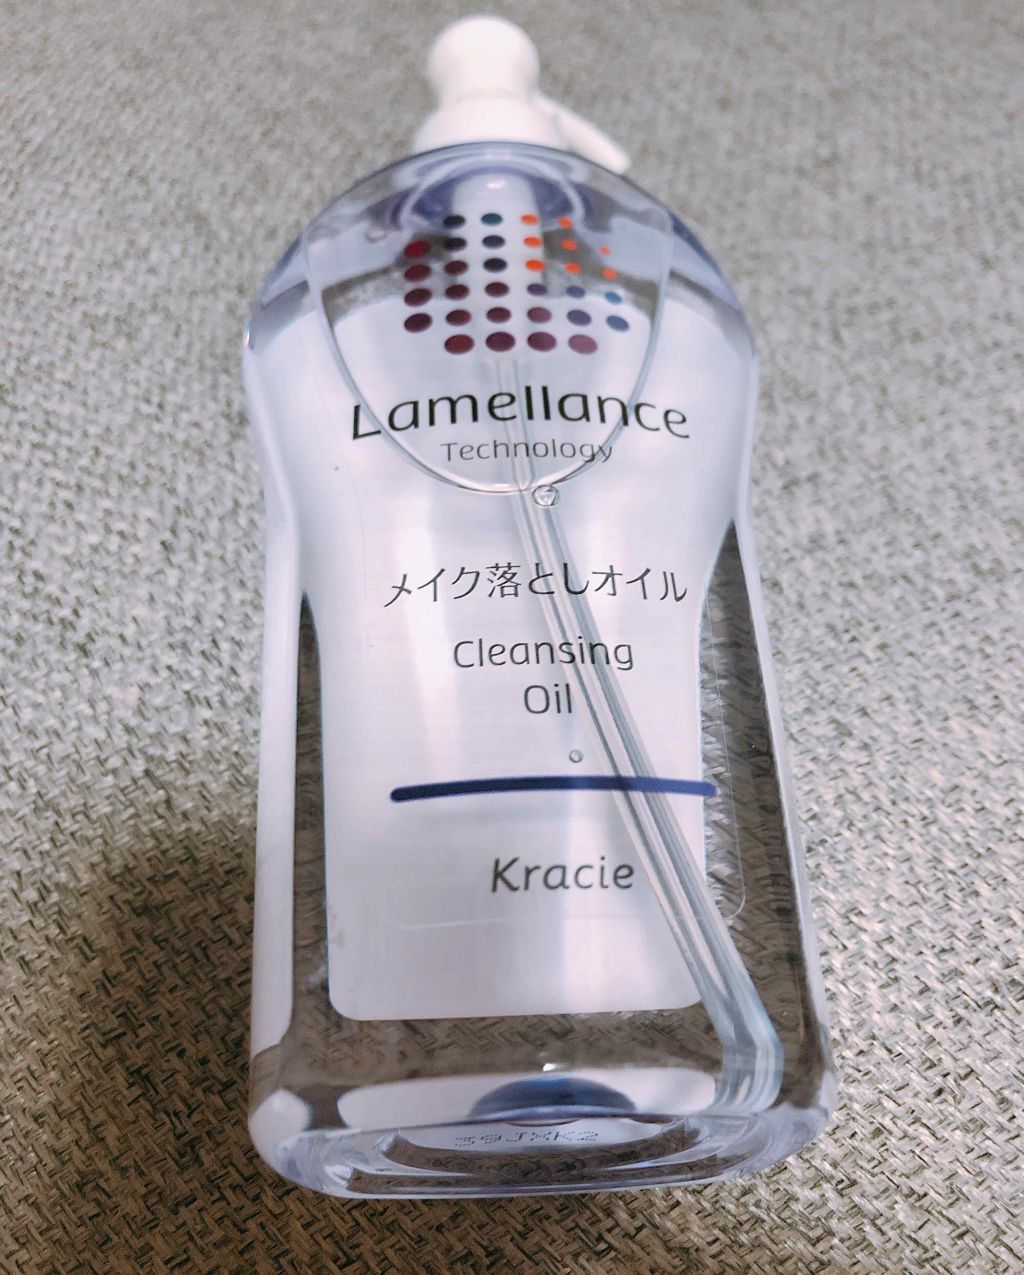 Lamellance
Technology
メイク落としオイル
Cleansing
Oil
Kracie